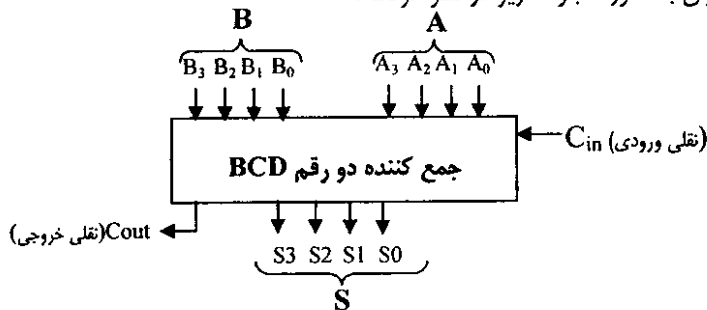 B A
B3 B2 B1 B0 A3 A2 A1 A0
Cin (نقلی ورودی)
جمع کننده دو رقم BCD
Cout(نقلی خروجی)
S3 S2 S1 S0
S